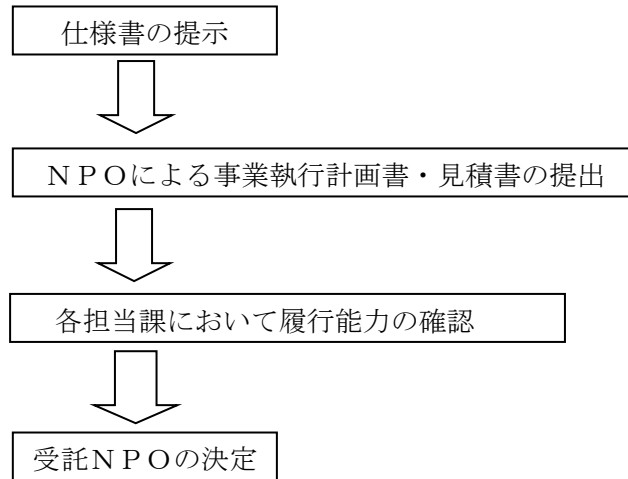 仕様書の提示
ＮＰＯによる事業執行計画書・見積書の提出
各担当課において履行能力の確認
受託ＮＰＯの決定